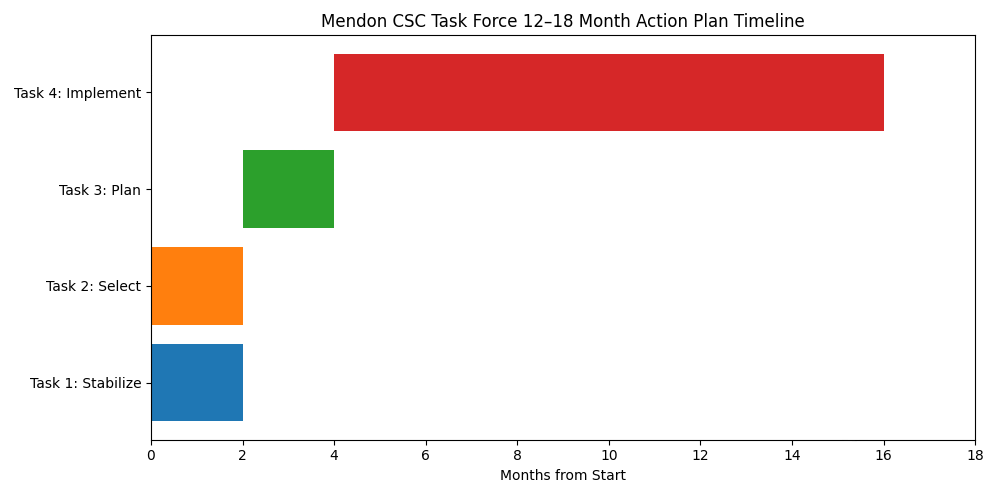 Mendon CSC Task Force 12–18 Month Action Plan Timeline
Task 4: Implement
Task 3: Plan
Task 2: Select
Task 1: Stabilize
0 2 4 6 8 10 12 14 16 18
Months from Start